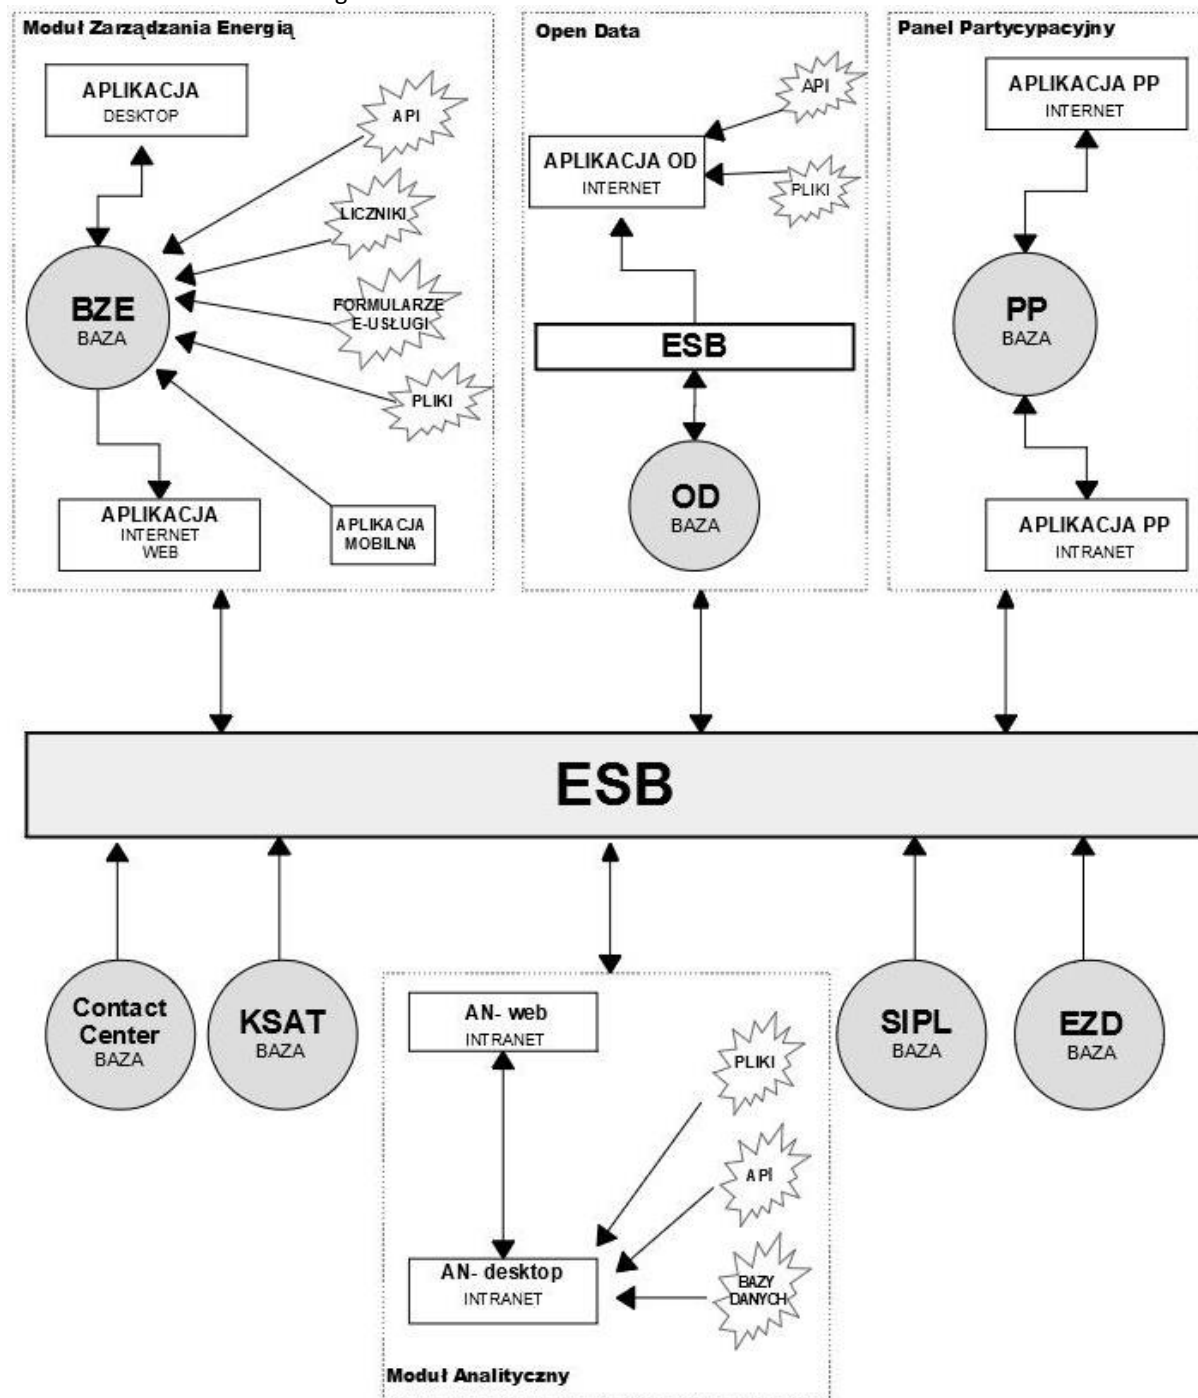 Moduł Zarządzania Energią
APLIKACJA
DESKTOP
API
LICZNIKI
FORMULARZE
E-USŁUGI
PLIKI
BZE
BAZA
APLIKACJA
INTERNET
WEB
APLIKACJA
MOBILNA
Open Data
API
APLIKACJA OD
INTERNET
PLIKI
ESB
OD
BAZA
Panel Partycypacyjny
APLIKACJA PP
INTERNET
PP
BAZA
APLIKACJA PP
INTRANET
ESB
Contact
Center
BAZA
KSAT
BAZA
AN- web
INTRANET
PLIKI
API
BAZY
DANYCH
AN- desktop
INTRANET
Moduł Analityczny
SIPL
BAZA
EZD
BAZA